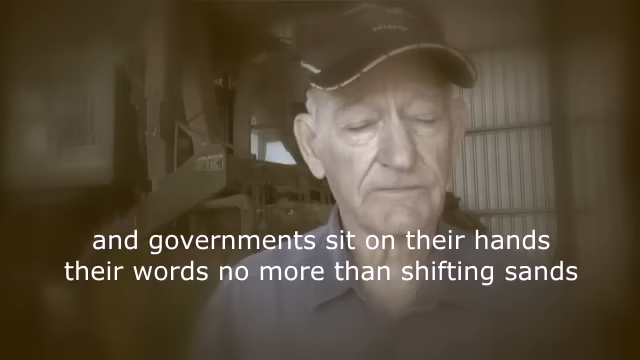 and governments sit on their hands
their words no more than shifting sands